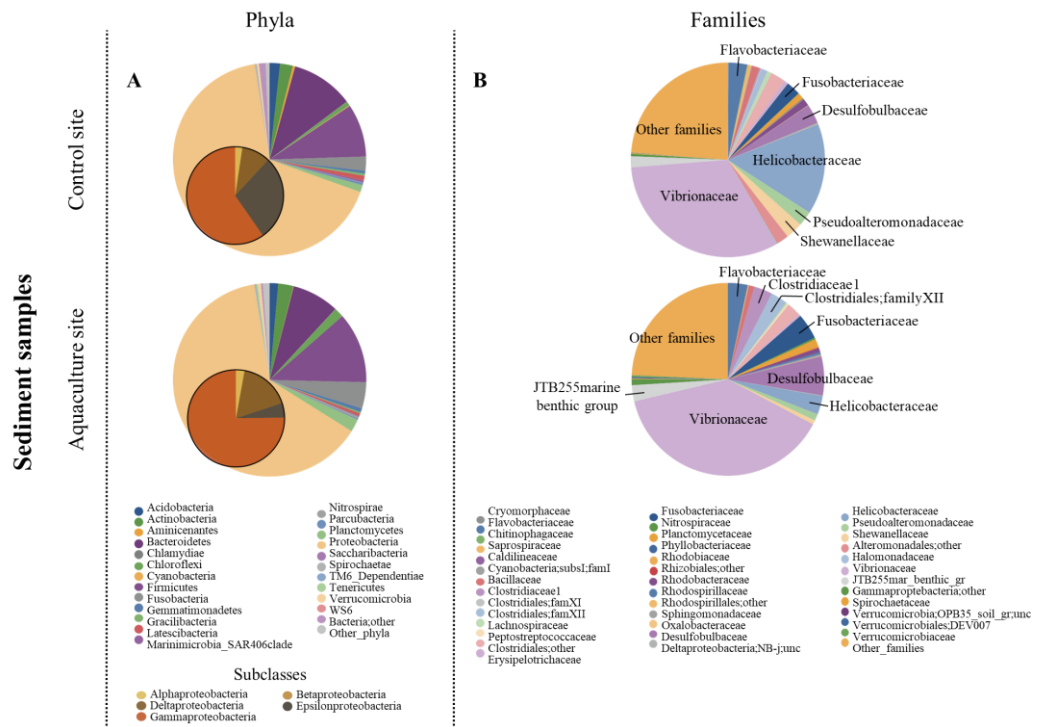 Phyla
Families
Sediment samples
Control site
Aquaculture site
A
B
Flavobacteriaceae
Fusobacteriaceae
Desulfobulbaceae
Other families
Helicobacteraceae
Vibrionaceae
Pseudoalteromonadaceae
Shewanellaceae
Flavobacteriaceae
Clostridiaceae1
Clostridiales;familyXII
Fusobacteriaceae
Other families
Desulfobulbaceae
JTB255marine
benthic group
Helicobacteraceae
Vibrionaceae
Acidobacteria
Actinobacteria
Aminicenantes
Bacteroidetes
Chlamydiae
Chloroflexi
Cyanobacteria
Firmicutes
Fusobacteria
Gemmatimonadetes
Gracilibacteria
Latescibacteria
Marinimicrobia_SAR406clade
Nitrospirae
Parcubacteria
Planctomycetes
Proteobacteria
Saccharibacteria
Spirochaetae
TM6_Dependentiae
Tenericutes
Verrucomicrobia
WS6
Bacteria;other
Other_phyla
Subclasses
Alphaproteobacteria
Deltaproteobacteria
Gammaproteobacteria
Betaproteobacteria
Epsilonproteobacteria
Cryomorphaceae
Flavobacteriaceae
Chitinophagaceae
Saprospiraceae
Caldilineaceae
Cyanobacteria;subsI;famI
Bacillaceae
Clostridiaceae1
Clostridiales;famXI
Clostridiales;famXII
Lachnospiraceae
Peptostreptococcaceae
Clostridiales;other
Erysipelotrichaceae
Fusobacteriaceae
Nitrospiraceae
Planctomycetaceae
Phyllobacteriaceae
Rhodobiaceae
Rhizobiales;other
Rhodobacteraceae
Rhodospirillaceae
Rhodospirillales;other
Sphingomonadaceae
Oxalobacteraceae
Desulfobulbaceae
Deltaproteobacteria;NB-j;unc
Helicobacteraceae
Pseudoalteromonadaceae
Shewanellaceae
Alteromonadales;other
Halomonadaceae
Vibrionaceae
JTB255mar_benthic_gr
Gammaproptebacteria;other
Spirochaetaceae
Verrucomicrobia;OPB35_soil_gr;unc
Verrucomicrobiales;DEV007
Verrucomicrobiaceae
Other_families